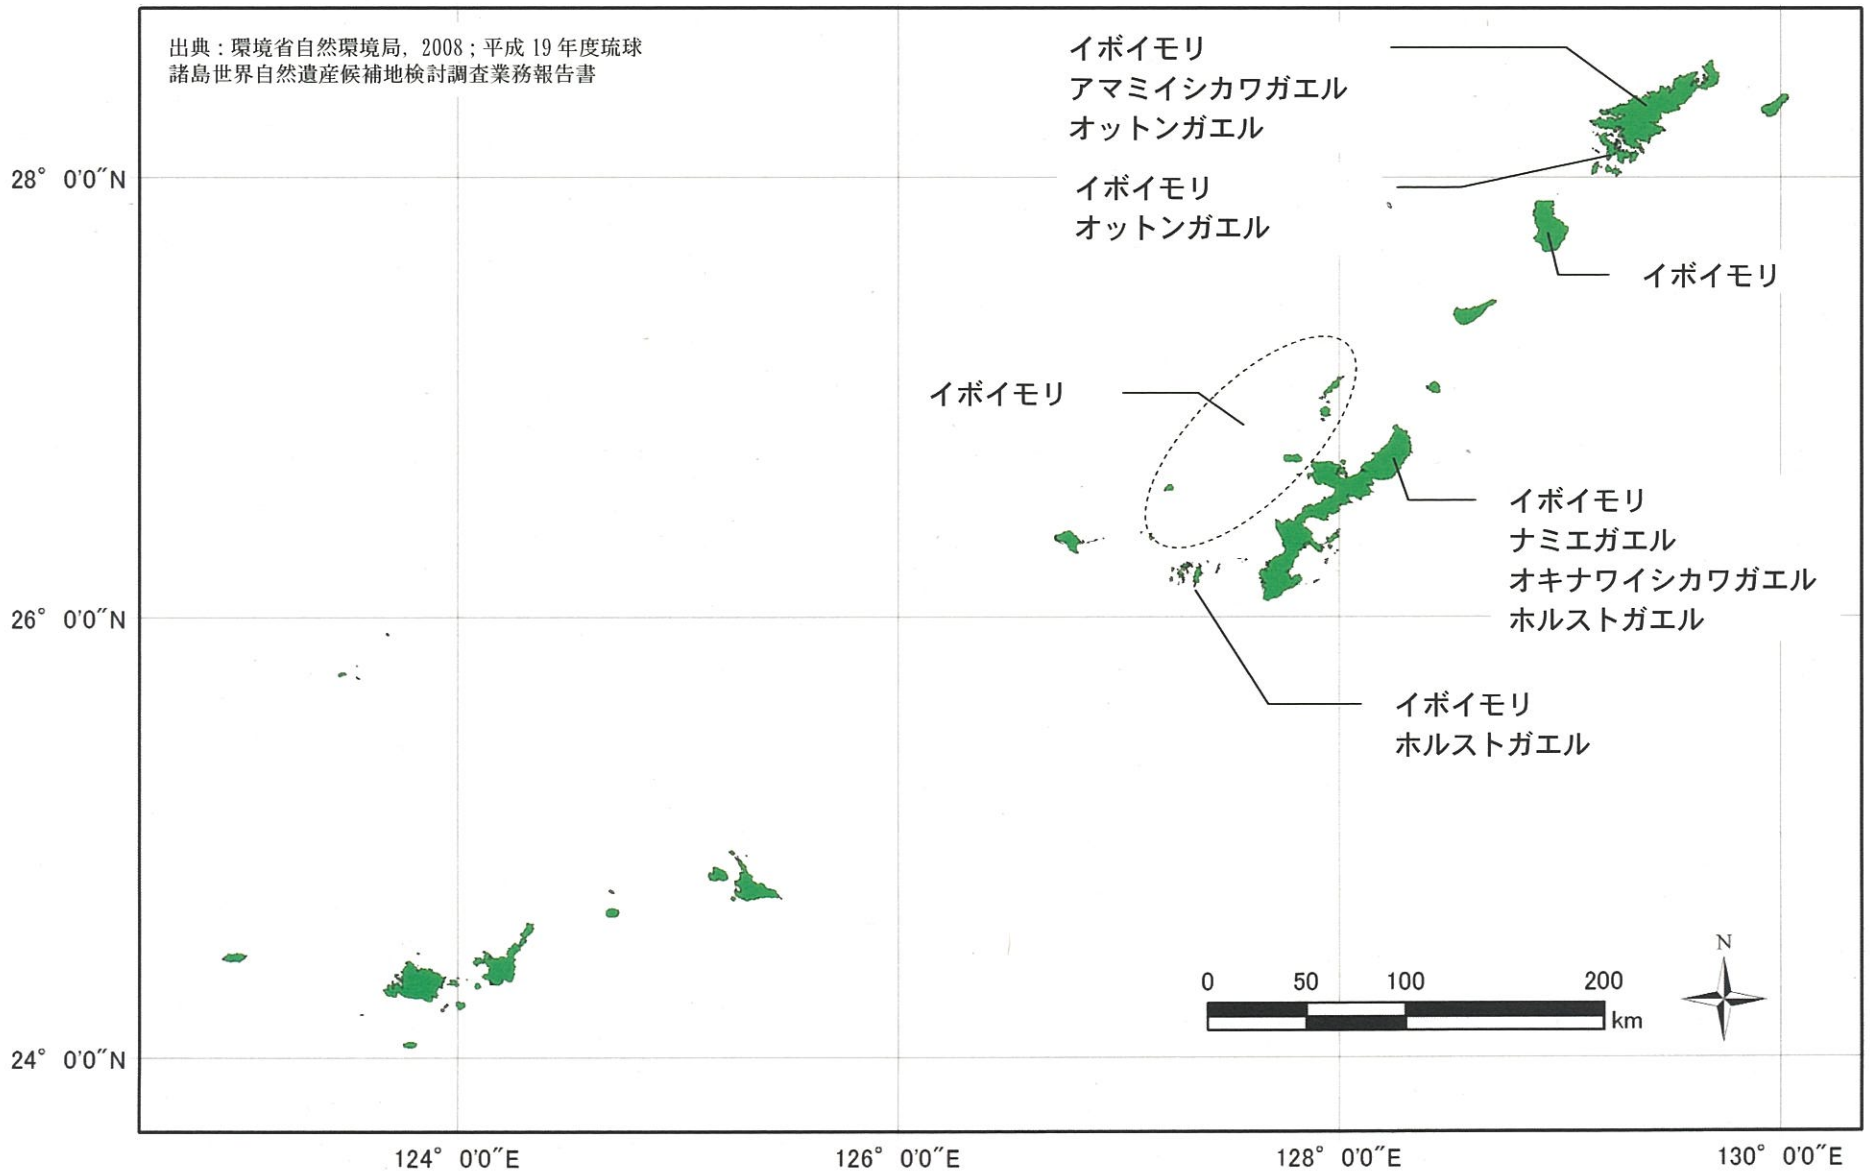 出典：環境省自然環境局，2008；平成 19 年度琉球
諸島世界自然遺産候補地検討調査業務報告書
イボイモリ
アマミイシカワガエル
オットンガエル
28° 0′0″N
イボイモリ
オットンガエル
イボイモリ
イボイモリ
イボイモリ
ナミエガエル
オキナワイシカワガエル
ホルストガエル
26° 0′0″N
イボイモリ
ホルストガエル
N
0 50 100 200
km
24° 0′0″N
124° 0′0″E 126° 0′0″E 128° 0′0″E 130° 0′0″E